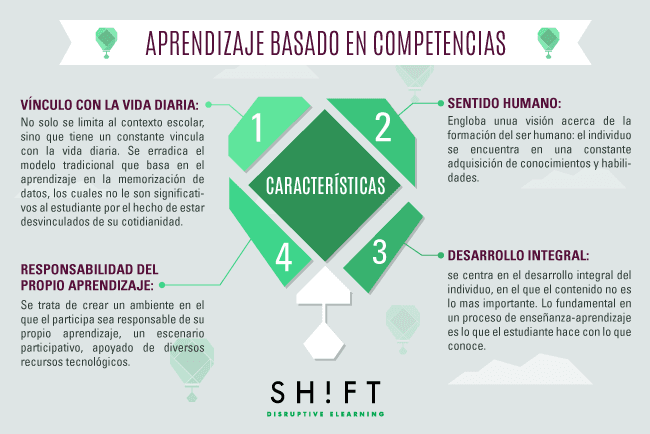 APRENDIZAJE BASADO EN COMPETENCIAS
VÍNCULO CON LA VIDA DIARIA:
No solo se limita al contexto escolar,
sino que tiene un constante vincula
con la vida diaria. Se erradica el
modelo tradicional que basa en el
aprendizaje en la memorización de
datos, los cuales no le son significati-
vos al estudiante por el hecho de estar
desvinculados de su cotidianidad.
1
2
SENTIDO HUMANO:
Engloba unua visión acerca de la
formación del ser humano: el individuo
se encuentra en una constante
adquisición de conocimientos y habili-
dades.
CARACTERÍSTICAS
RESPONSABILIDAD DEL
PROPIO APRENDIZAJE:
Se trata de crear un ambiente en el
que el participa sea responsable de su
propio aprendizaje, un escenario
participativo, apoyado de diversos
recursos tecnológicos.
4
3
DESARROLLO INTEGRAL:
se centra en el desarrollo integral del
individuo, en el que el contenido no es
lo mas importante. Lo fundamental en
un proceso de enseñanza-aprendizaje
es lo que el estudiante hace con lo que
conoce.
SH!FT
DISRUPTIVE ELEARNING